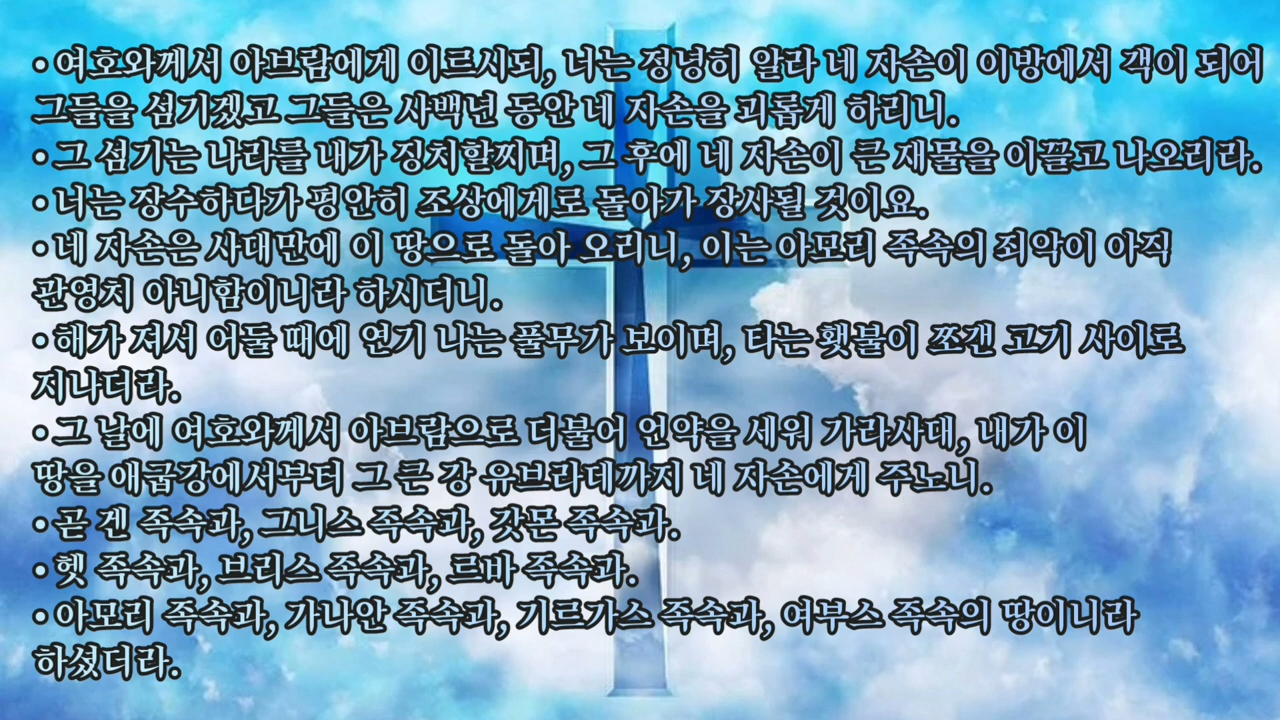 • 여호와께서 아브람에게 이르시되, 너는 정녕히 알라 네 자손이 이방에서 객이 되어
그들을 섬기겠고 그들은 사백년 동안 네 자손을 괴롭게 하리니.
• 그 섬기는 나라를 내가 징치할찌며, 그 후에 네 자손이 큰 재물을 이끌고 나오리라.
• 너는 장수하다가 평안히 조상에게로 돌아가 장사될 것이요.
• 네 자손은 사대만에 이 땅으로 돌아 오리니, 이는 아모리 족속의 죄악이 아직
관영치 아니함이니라 하시더니.
• 해가 져서 어둘 때에 연기 나는 풀무가 보이며, 타는 횃불이 쪼갠 고기 사이로
지나더라.
• 그 날에 여호와께서 아브람으로 더불어 언약을 세워 가라사대, 내가 이
땅을 애굽강에서부터 그 큰 강 유브라데까지 네 자손에게 주노니.
• 곧 겐 족속과, 그니스 족속과, 갓몬 족속과.
• 헷 족속과, 브리스 족속과, 르바 족속과.
• 아모리 족속과, 가나안 족속과, 기르가스 족속과, 여부스 족속의 땅이니라
하셨더라.